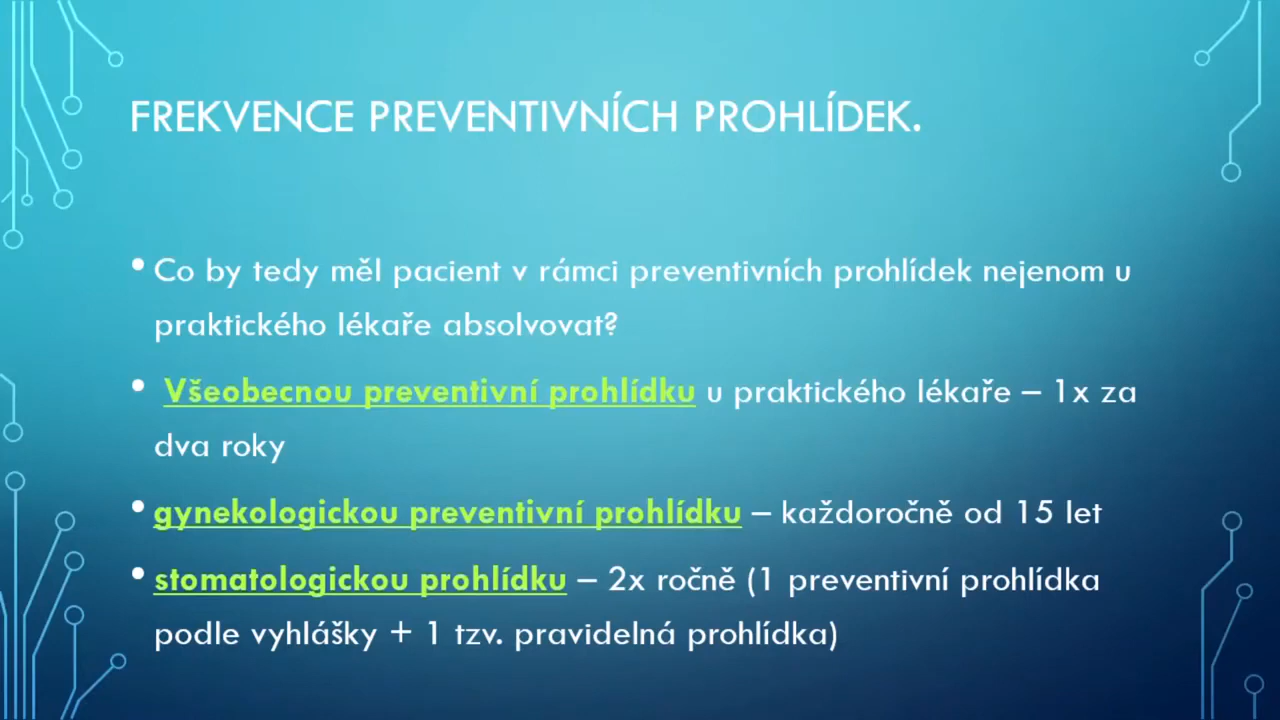 FREKVENCE PREVENTIVNÍCH PROHLÍDEK.
• Co by tedy měl pacient v rámci preventivních prohlídek nejenom u
praktického lékaře absolvovat?
• Všeobecnou preventivní prohlídku u praktického lékaře – 1x za
dva roky
• gynekologickou preventivní prohlídku – každoročně od 15 let
• stomatologickou prohlídku – 2x ročně (1 preventivní prohlídka
podle vyhlášky + 1 tzv. pravidelná prohlídka)